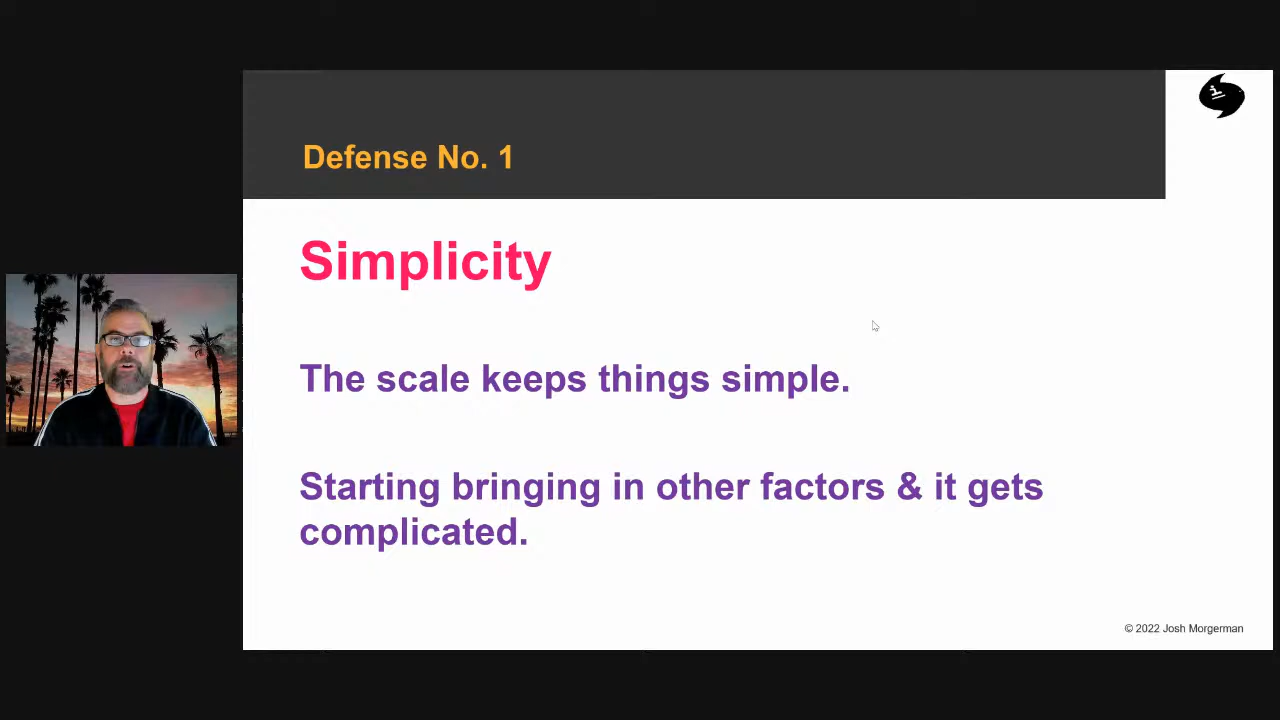 Defense No. 1
Simplicity
The scale keeps things simple.
Starting bringing in other factors & it gets
complicated.
© 2022 Josh Morgerman